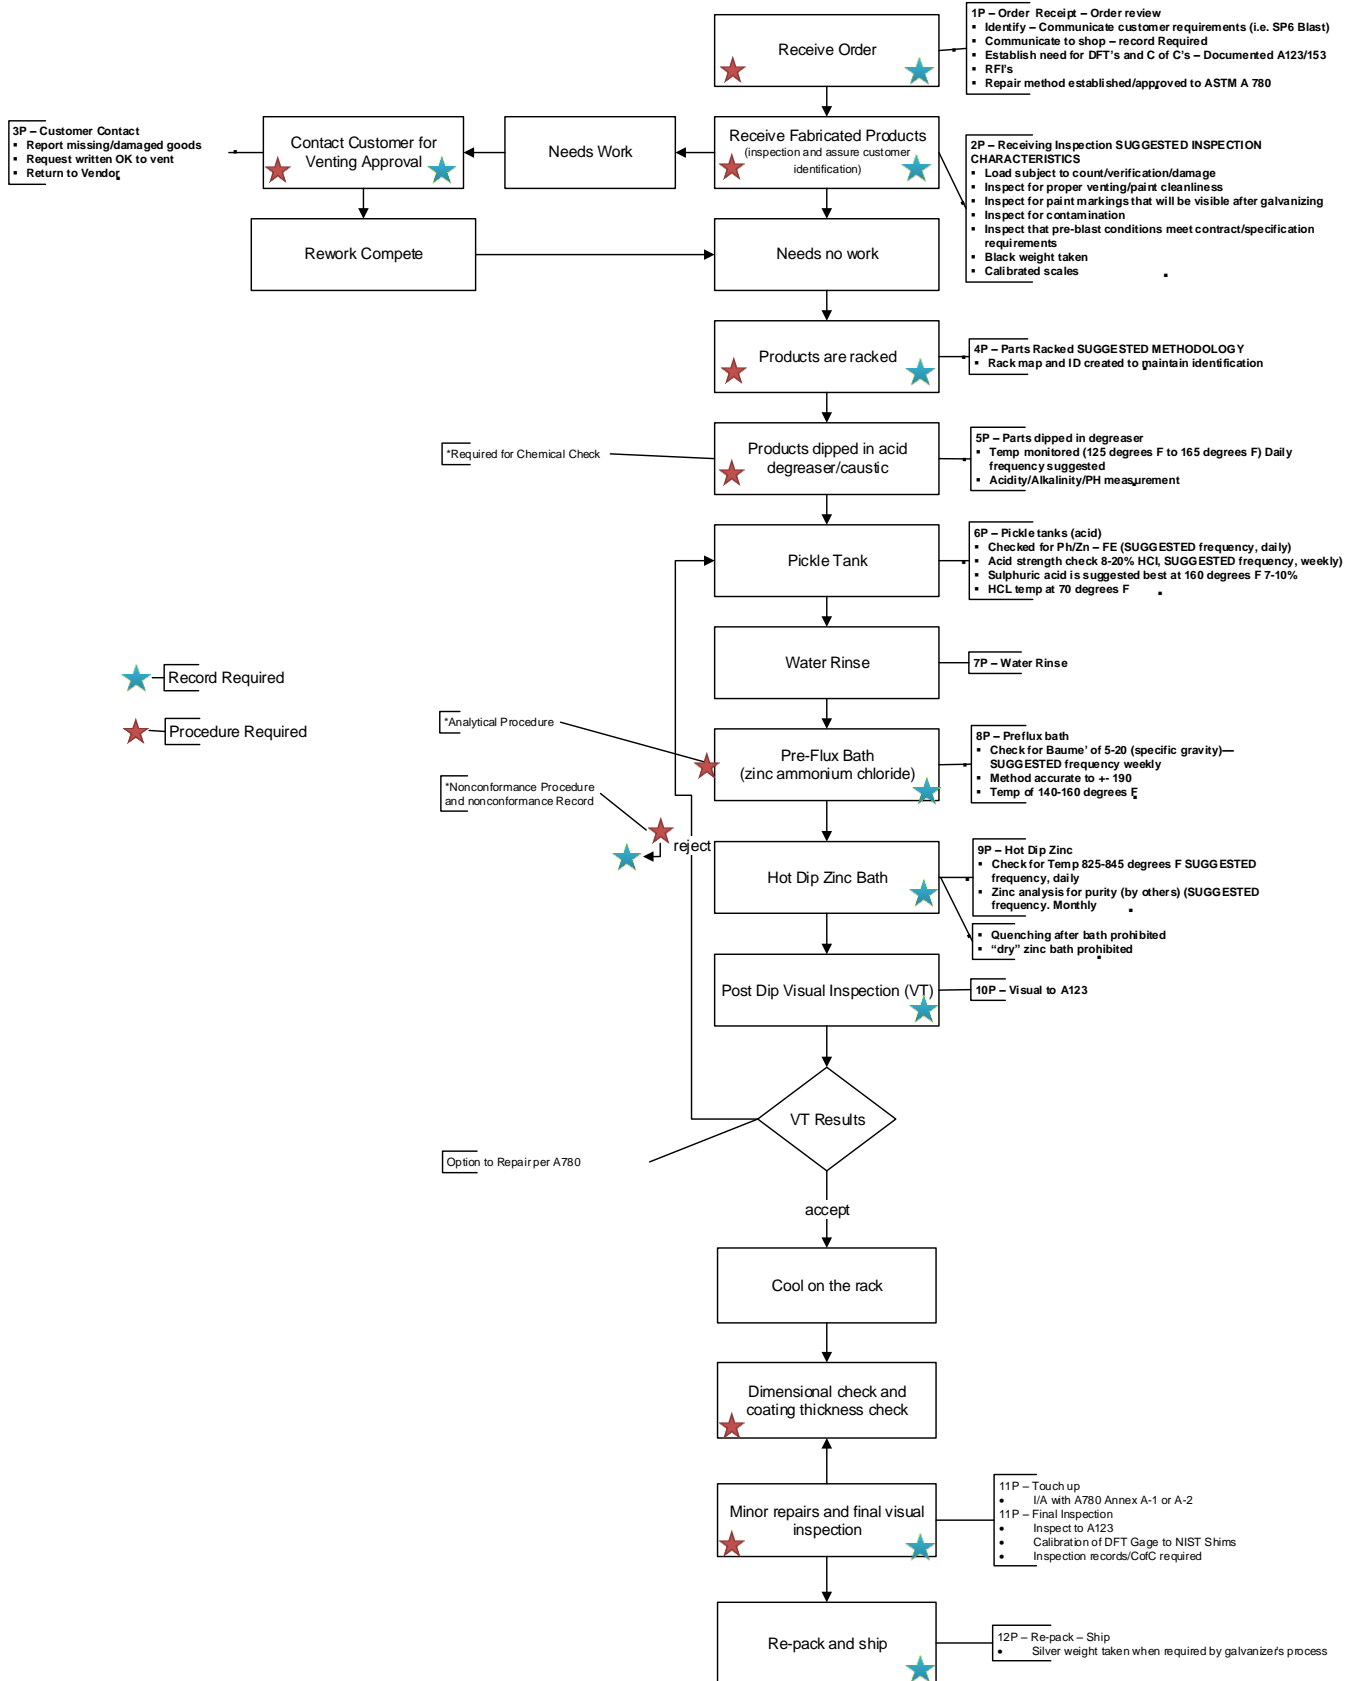 Receive Order
1P – Order Receipt – Order review
▪ Identify – Communicate customer requirements (i.e. SP6 Blast)
▪ Communicate to shop – record Required
▪ Establish need for DFT's and C of C's – Documented A123/153
▪ RFI's
▪ Repair method established/approved to ASTM A 780
3P – Customer Contact
▪ Report missing/damaged goods
▪ Request written OK to vent
▪ Return to Vendor
Contact Customer for
Venting Approval
Needs Work
Receive Fabricated Products
(inspection and assure customer
identification)
2P – Receiving Inspection SUGGESTED INSPECTION
CHARACTERISTICS
▪ Load subject to count/verification/damage
▪ Inspect for proper venting/paint cleanliness
▪ Inspect for paint markings that will be visible after galvanizing
▪ Inspect for contamination
▪ Inspect that pre-blast conditions meet contract/specification
requirements
▪ Black weight taken
▪ Calibrated scales
Rework Compete
Needs no work
Products are racked
4P – Parts Racked SUGGESTED METHODOLOGY
▪ Rack map and ID created to maintain identification
*Required for Chemical Check
Products dipped in acid
degreaser/caustic
5P – Parts dipped in degreaser
▪ Temp monitored (125 degrees F to 165 degrees F) Daily
frequency suggested
▪ Acidity/Alkalinity/PH measurement
Pickle Tank
6P – Pickle tanks (acid)
▪ Checked for Ph/Zn – FE (SUGGESTED frequency, daily)
▪ Acid strength check 8-20% HCl, SUGGESTED frequency, weekly)
▪ Sulphuric acid is suggested best at 160 degrees F 7-10%
▪ HCL temp at 70 degrees F
Water Rinse
7P – Water Rinse
Record Required
Procedure Required
*Analytical Procedure
Pre-Flux Bath
(zinc ammonium chloride)
8P – Preflux bath
▪ Check for Baume' of 5-20 (specific gravity)—
SUGGESTED frequency weekly
▪ Method accurate to +- 190
▪ Temp of 140-160 degrees F
*Nonconformance Procedure
and nonconformance Record
reject
Hot Dip Zinc Bath
9P – Hot Dip Zinc
▪ Check for Temp 825-845 degrees F SUGGESTED
frequency, daily
▪ Zinc analysis for purity (by others) (SUGGESTED
frequency. Monthly
▪ Quenching after bath prohibited
▪ “dry” zinc bath prohibited
Post Dip Visual Inspection (VT)
10P – Visual to A123
VT Results
Option to Repair per A780
accept
Cool on the rack
Dimensional check and
coating thickness check
Minor repairs and final visual
inspection
11P – Touch up
• I/A with A780 Annex A-1 or A-2
11P – Final Inspection
• Inspect to A123
• Calibration of DFT Gage to NIST Shims
• Inspection records/CofC required
Re-pack and ship
12P – Re-pack – Ship
• Silver weight taken when required by galvanizer's process